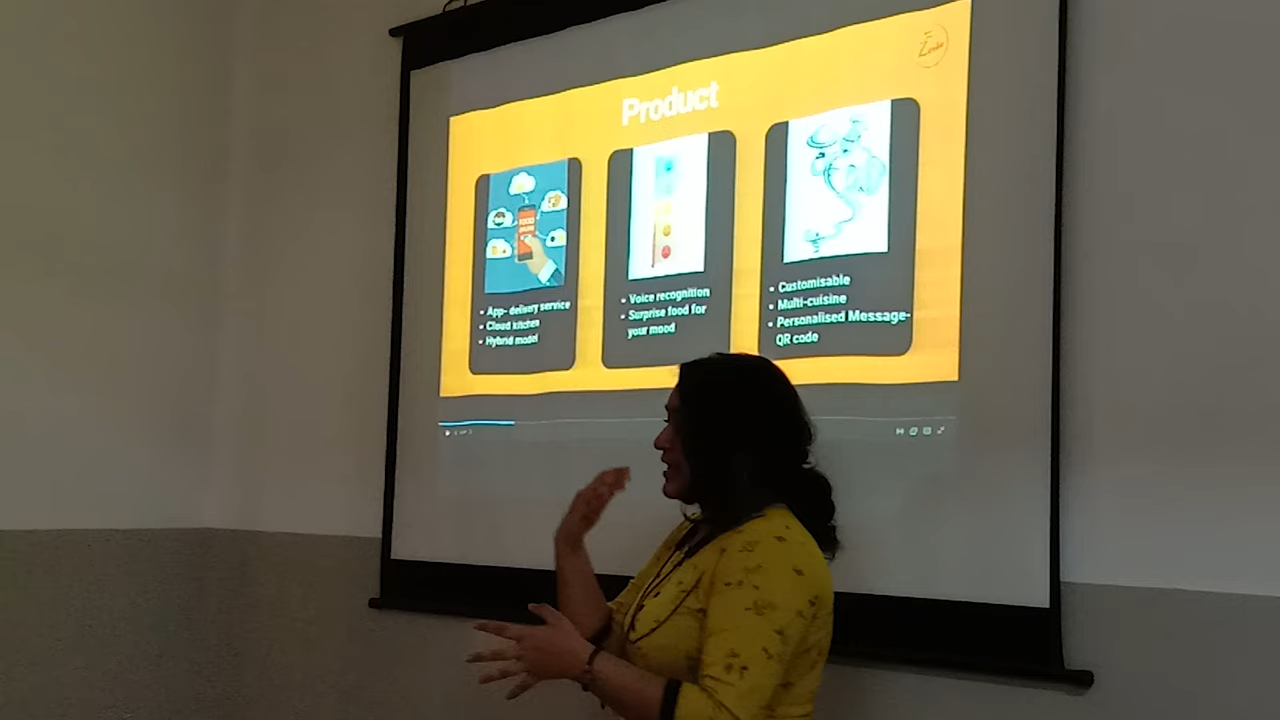 Product
FOOD
• App- delivery service
• Cloud kitchen
• Hybrid model
• Voice recognition
• Surprise food for
your mood
• Customisable
• Multi-cuisine
• Personalised Message-
QR code